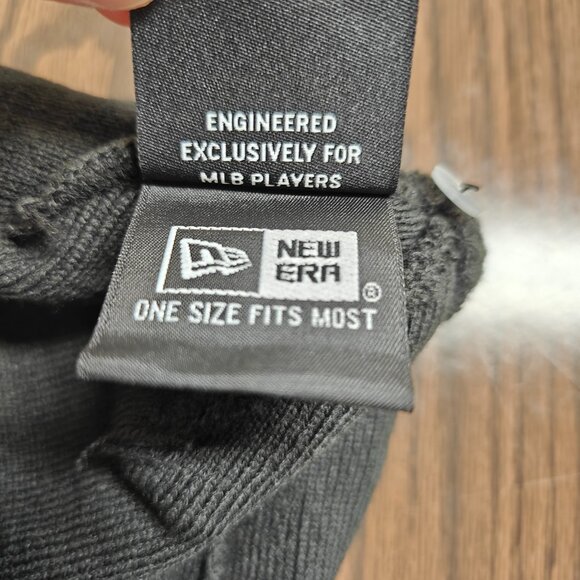 ENGINEERED
EXCLUSIVELY FOR
MLB PLAYERS
NEW
ERA®
ONE SIZE FITS MOST